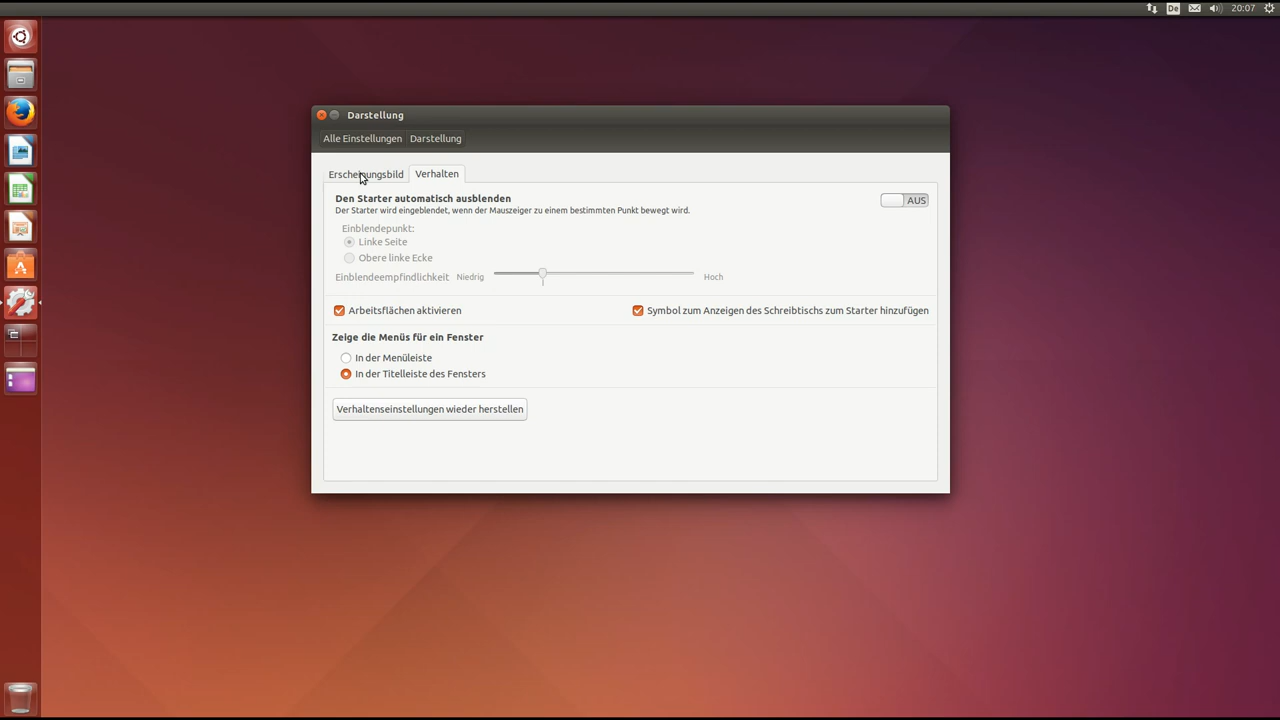 De 20:07
Darstellung
Alle Einstellungen Darstellung
Erscheinungsbild Verhalten
Den Starter automatisch ausblenden AUS
Der Starter wird eingeblendet, wenn der Mauszeiger zu einem bestimmten Punkt bewegt wird.
Einblendepunkt:
Linke Seite
Obere linke Ecke
Einblendeempfindlichkeit Niedrig Hoch
Arbeitsflächen aktivieren Symbol zum Anzeigen des Schreibtischs zum Starter hinzufügen
Zeige die Menüs für ein Fenster
In der Menüleiste
In der Titelleiste des Fensters
Verhaltenseinstellungen wieder herstellen